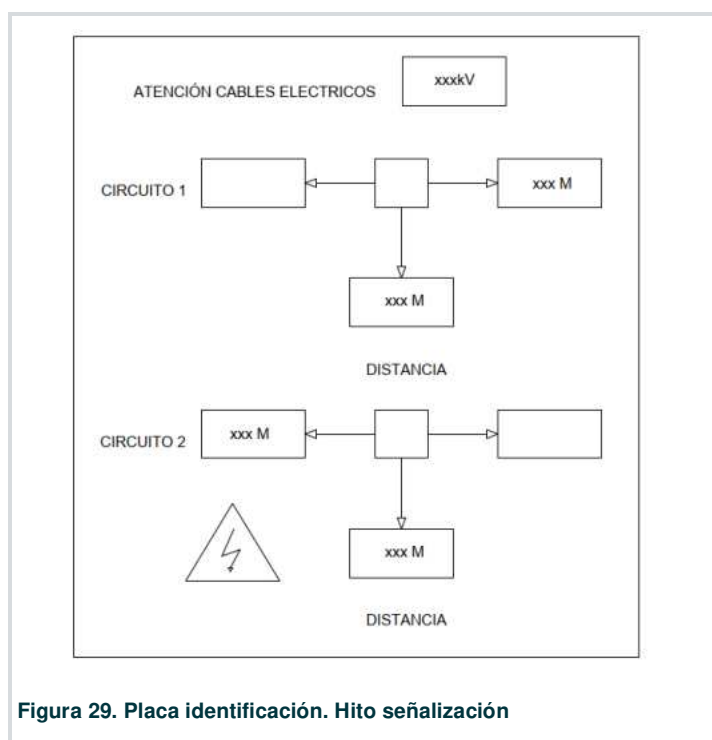 ATENCIÓN CABLES ELECTRICOS xxxkV
CIRCUITO 1 xxx M
xxx M
DISTANCIA
CIRCUITO 2 xxx M
xxx M
DISTANCIA
Figura 29. Placa identificación. Hito señalización